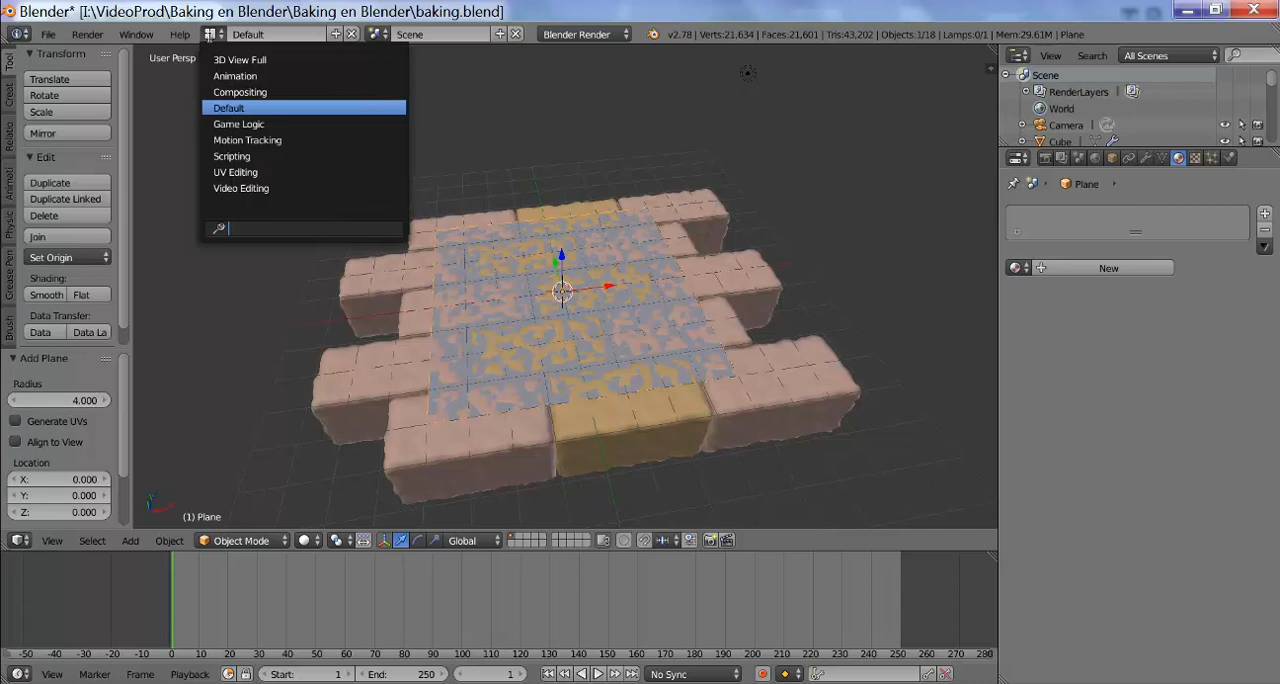 Blender* [I:\VideoProd\Baking en Blender\Baking en Blender\baking.blend]
File Render Window Help Default Scene Blender Render v2.78 | Verts:21,634 | Faces:21,601 | Tris:43,202 | Objects:1/18 | Lamps:0/1 | Mem:29.61M | Plane
Transform
Translate
Rotate
Scale
Mirror
Edit
Duplicate
Duplicate Linked
Delete
Join
Set Origin
Shading:
Smooth Flat
Data Transfer:
Data Data La
Add Plane
Radius
4.000
Generate UVs
Align to View
Location
X: 0.000
Y: 0.000
Z: 0.000
Tool
Creat
Relatio
Animati
Physic
Grease Pen
Brush
User Persp
3D View Full
Animation
Compositing
Default
Game Logic
Motion Tracking
Scripting
UV Editing
Video Editing
(1) Plane
View Select Add Object Object Mode Global
View Search All Scenes
Scene
RenderLayers
World
Camera
Cube
Plane
New
-50 -40 -30 -20 -10 0 10 20 30 40 50 60 70 80 90 100 110 120 130 140 150 160 170 180 190 200 210 220 230 240 250 260 270 280
View Marker Frame Playback Start: 1 End: 250 1 No Sync